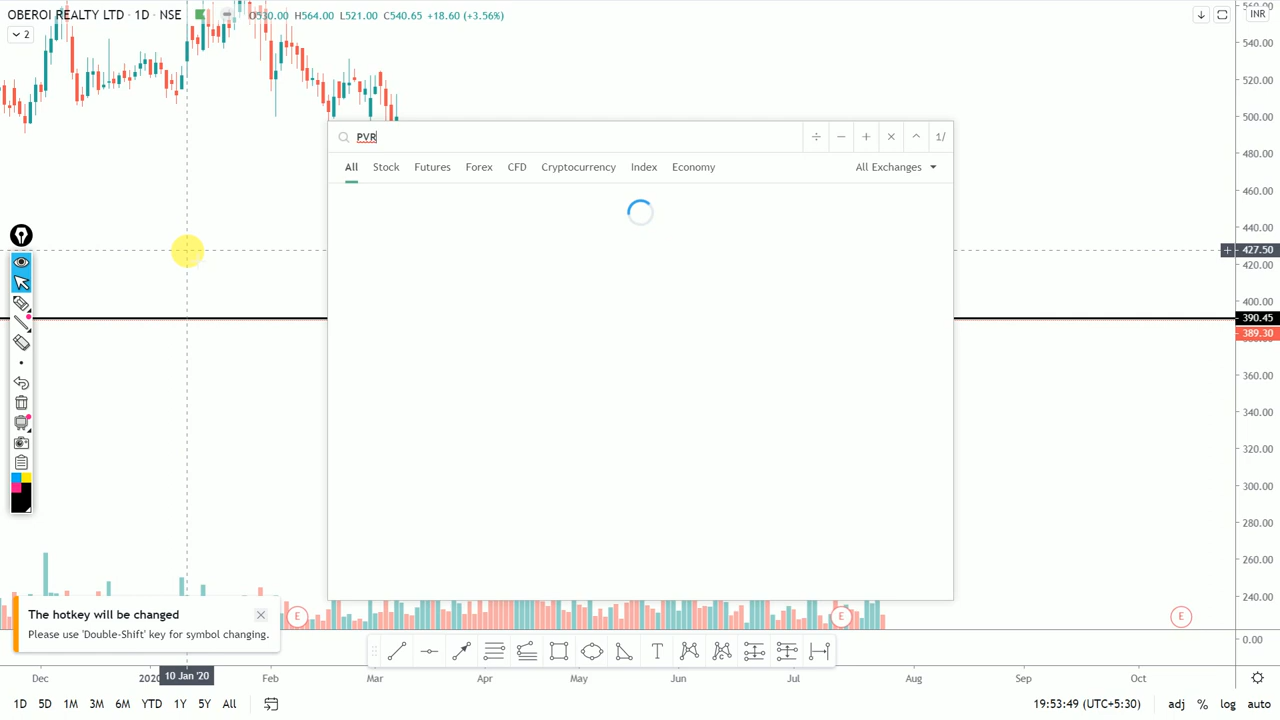 OBEROI REALTY LTD · 1D · NSE O530.00 H564.00 L521.00 C540.65 +18.60 (+3.56%) INR
2
560.00
540.00
520.00
500.00
480.00
460.00
440.00
427.50
420.00
400.00
390.45
389.30
360.00
340.00
320.00
300.00
280.00
260.00
240.00
0.00
PVR 1/
All Stock Futures Forex CFD Cryptocurrency Index Economy All Exchanges
The hotkey will be changed
Please use 'Double-Shift' key for symbol changing.
E E E
T
Dec 2020 10 Jan '20 Feb Mar Apr May Jun Jul Aug Sep Oct
1D 5D 1M 3M 6M YTD 1Y 5Y All 19:53:49 (UTC+5:30) adj % log auto